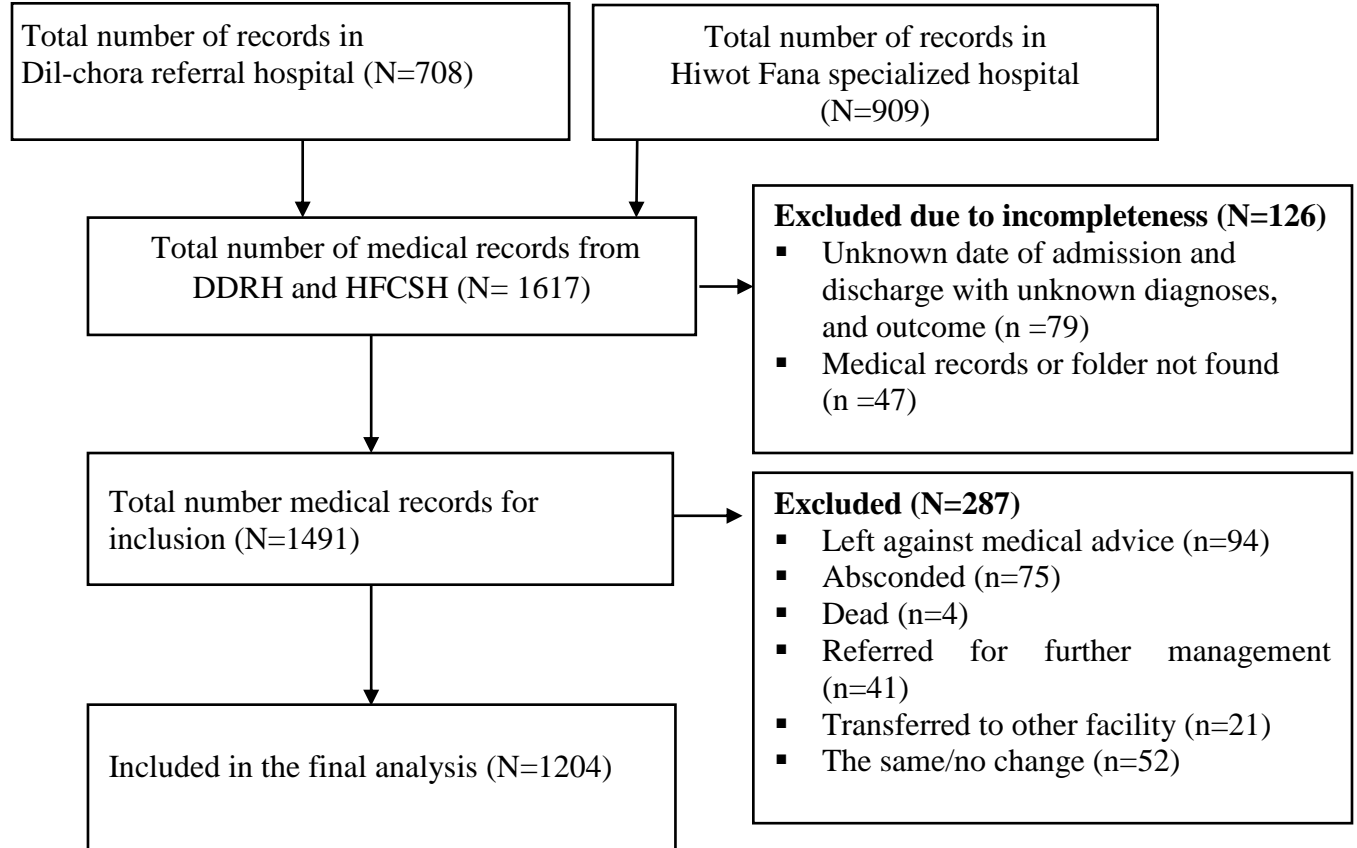 Total number of records in
Dil-chora referral hospital (N=708)
Total number of records in
Hiwot Fana specialized hospital
(N=909)
Total number of medical records from
DDRH and HFCSH (N= 1617)
Excluded due to incompleteness (N=126)
▪ Unknown date of admission and
discharge with unknown diagnoses,
and outcome (n =79)
▪ Medical records or folder not found
(n =47)
Total number medical records for
inclusion (N=1491)
Excluded (N=287)
▪ Left against medical advice (n=94)
▪ Absconded (n=75)
▪ Dead (n=4)
▪ Referred for further management
(n=41)
▪ Transferred to other facility (n=21)
▪ The same/no change (n=52)
Included in the final analysis (N=1204)